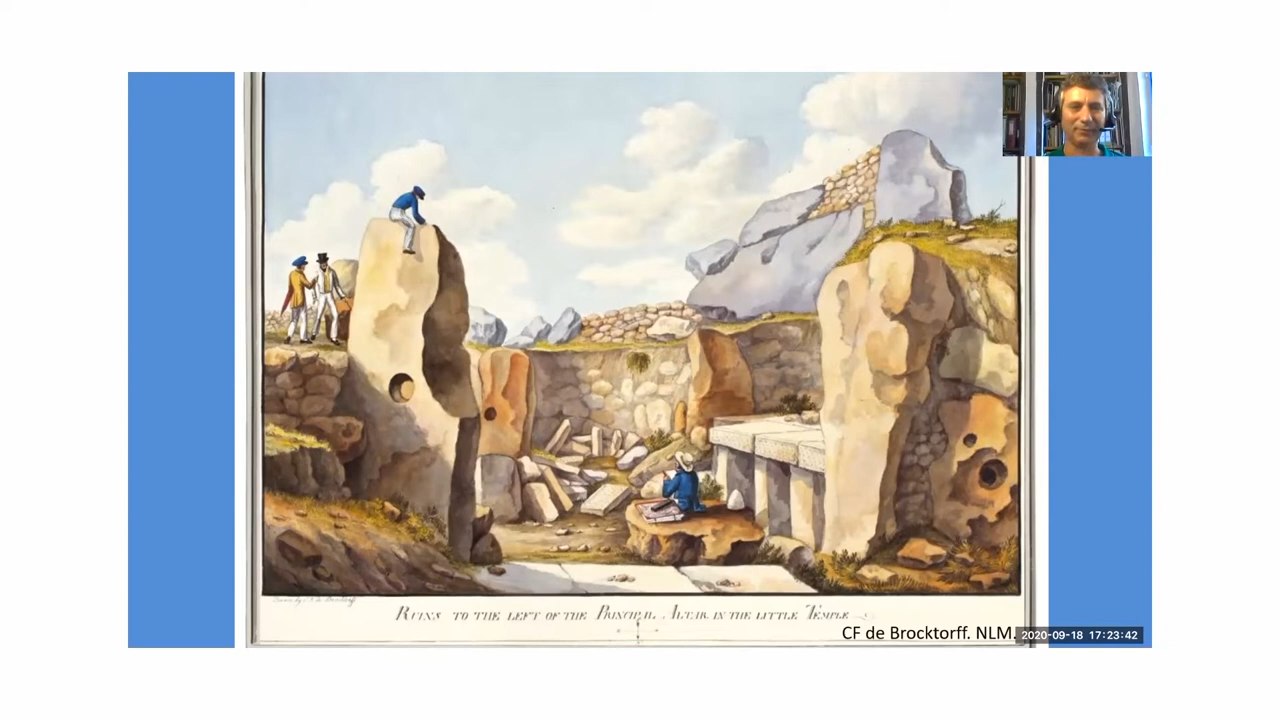 RUINS TO THE LEFT OF THE PRINCIPAL ALTAR IN THE LITTLE TEMPLE
CF de Brocktorff. NLM.
2020-09-18 17:23:42